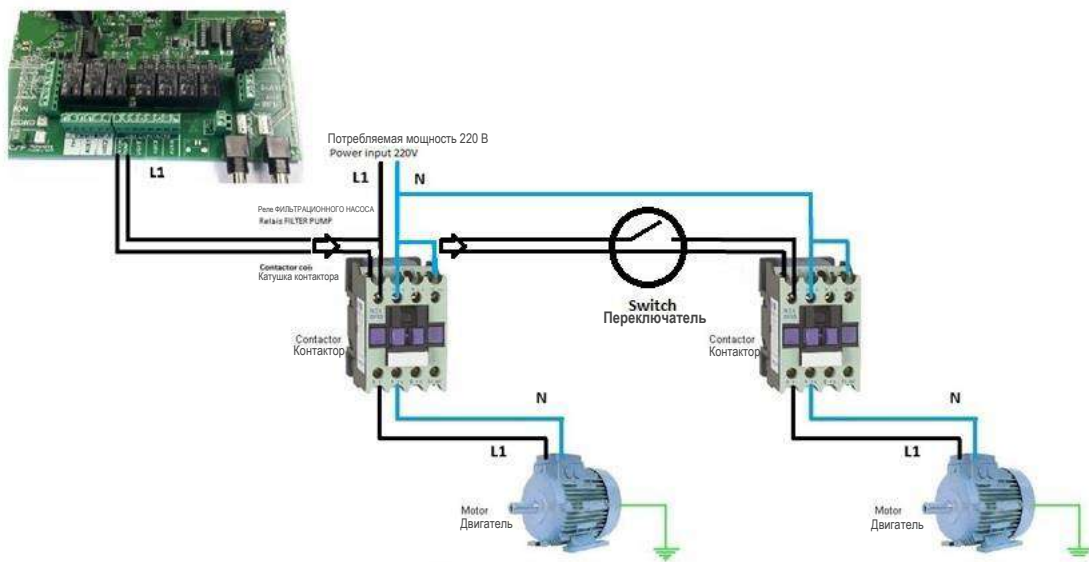 L1
Потребляемая мощность 220 В
Power input 220V
L1
N
Реле ФИЛЬТРАЦИОННОГО НАСОСА
Relais FILTER PUMP
Contactor coil
Катушка контактора
Switch
Переключатель
Contactor
Контактор
Contactor
Контактор
N
L1
N
L1
Motor
Двигатель
Motor
Двигатель